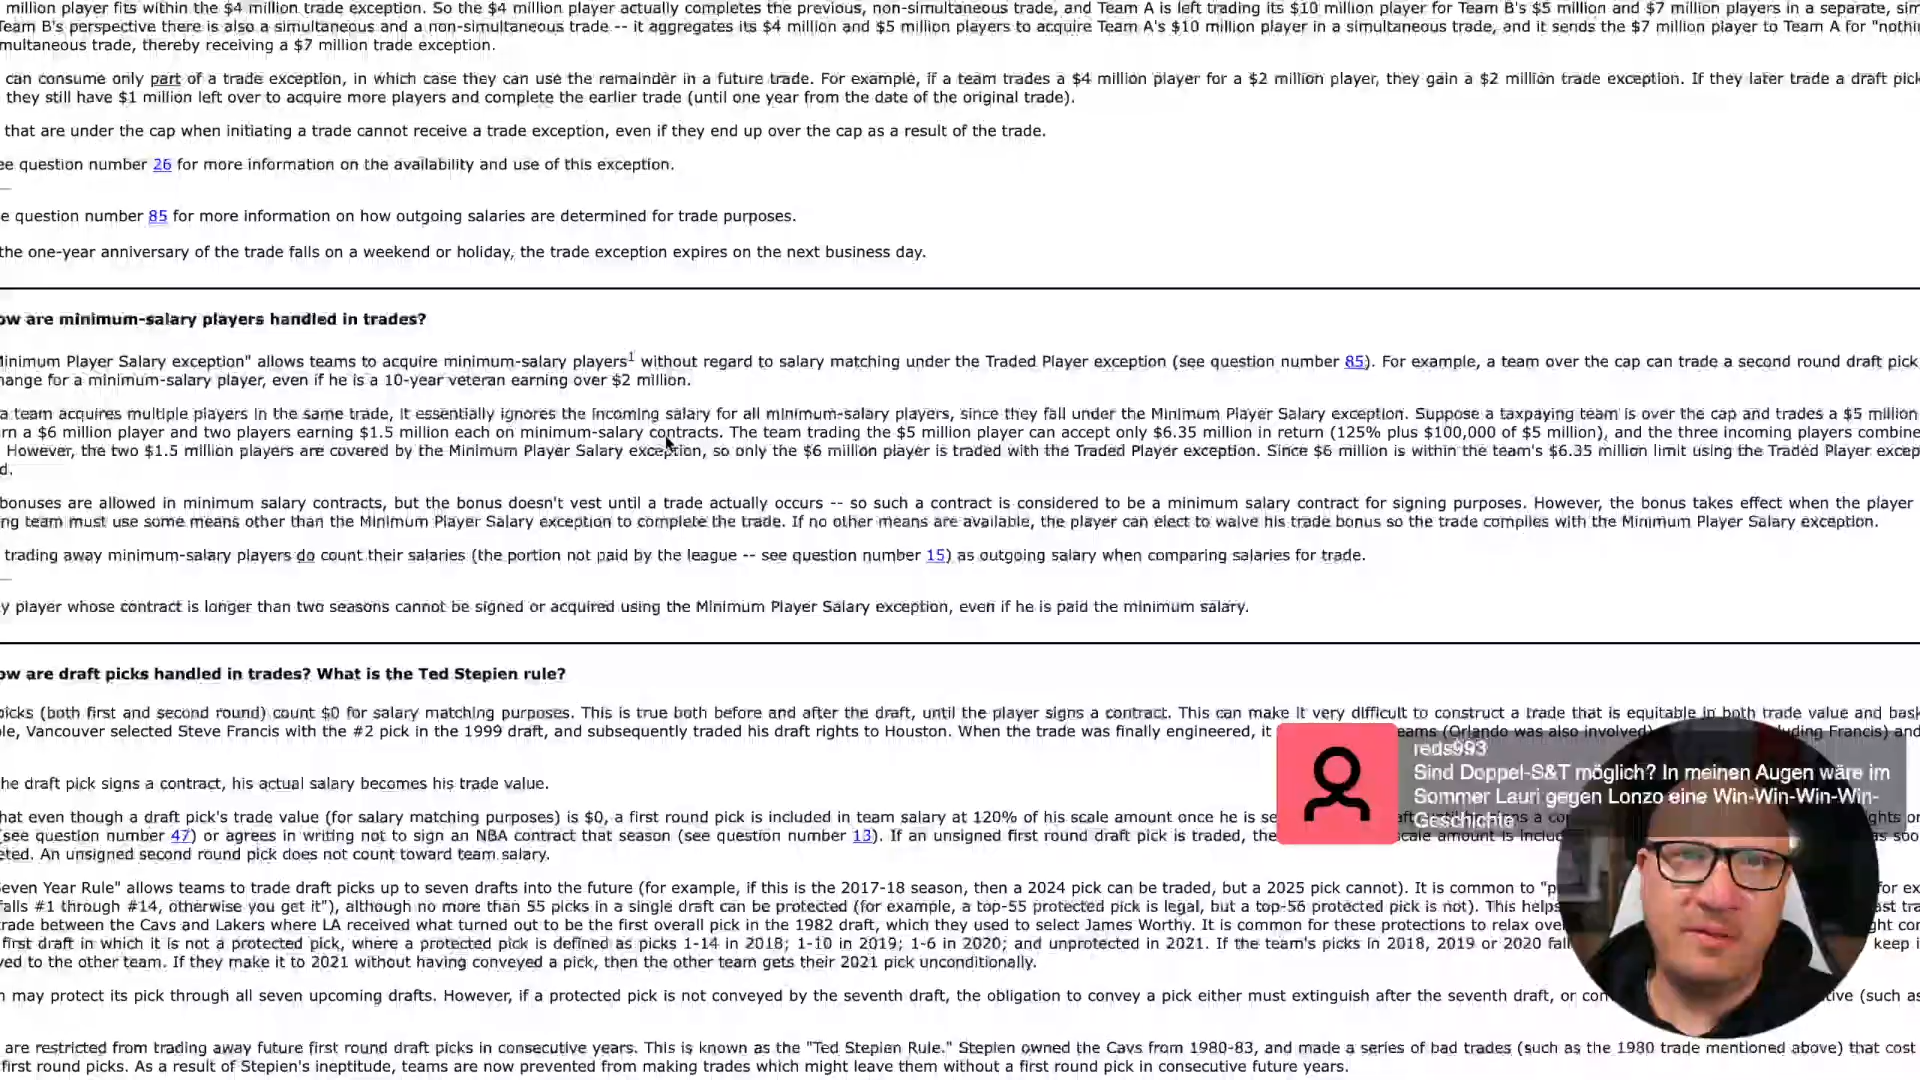 million player fits within the $4 million trade exception. So the $4 million player actually completes the previous, non-simultaneous trade, and Team A is left trading its $10 million player for Team B's $5 million and $7 million players in a separate,
Team B's perspective there is also a simultaneous and a non-simultaneous trade -- it aggregates its $4 million and $5 million players to acquire Team A's $10 million player in a simultaneous trade, and it sends the $7 million player to Team A for
multaneous trade, thereby receiving a $7 million trade exception.
can consume only part of a trade exception, in which case they can use the remainder in a future trade. For example, if a team trades a $4 million player for a $2 million player, they gain a $2 million trade exception. If they later trade a draft
they still have $1 million left over to acquire more players and complete the earlier trade (until one year from the date of the original trade).
that are under the cap when initiating a trade cannot receive a trade exception, even if they end up over the cap as a result of the trade.
ee question number 26 for more information on the availability and use of this exception.
e question number 85 for more information on how outgoing salaries are determined for trade purposes.
the one-year anniversary of the trade falls on a weekend or holiday, the trade exception expires on the next business day.
ow are minimum-salary players handled in trades?
inimum Player Salary exception" allows teams to acquire minimum-salary players1 without regard to salary matching under the Traded Player exception (see question number 85). For example, a team over the cap can trade a second round draft pick
hange for a minimum-salary player, even if he is a 10-year veteran earning over $2 million.
a team acquires multiple players in the same trade, it essentially ignores the incoming salary for all minimum-salary players, since they fall under the Minimum Player Salary exception. Suppose a taxpaying team is over the cap and trades a $5 million
rn a $6 million player and two players earning $1.5 million each on minimum-salary contracts. The team trading the $5 million player can accept only $6.35 million in return (125% plus $100,000 of $5 million), and the three incoming players combine
However, the two $1.5 million players are covered by the Minimum Player Salary exception, so only the $6 million player is traded with the Traded Player exception. Since $6 million is within the team's $6.35 million limit using the Traded Player excep
d.
bonuses are allowed in minimum salary contracts, but the bonus doesn't vest until a trade actually occurs -- so such a contract is considered to be a minimum salary contract for signing purposes. However, the bonus takes effect when the player
ng team must use some means other than the Minimum Player Salary exception to complete the trade. If no other means are available, the player can elect to waive his trade bonus so the trade complies with the Minimum Player Salary exception.
trading away minimum-salary players do count their salaries (the portion not paid by the league -- see question number 15) as outgoing salary when comparing salaries for trade.
y player whose contract is longer than two seasons cannot be signed or acquired using the Minimum Player Salary exception, even if he is paid the minimum salary.
ow are draft picks handled in trades? What is the Ted Stepien rule?
picks (both first and second round) count $0 for salary matching purposes. This is true both before and after the draft, until the player signs a contract. This can make it very difficult to construct a trade that is equitable in both trade value and
le, Vancouver selected Steve Francis with the #2 pick in the 1999 draft, and subsequently traded his draft rights to Houston. When the trade was finally engineered, it eams (Orlando was also involved) uding Francis) and
reds993
Sind Doppel-S&T möglich? In meinen Augen wäre im
Sommer Lauri gegen Lonzo eine Win-Win-Win-Win-
Geschichte
he draft pick signs a contract, his actual salary becomes his trade value.
hat even though a draft pick's trade value (for salary matching purposes) is $0, a first round pick is included in team salary at 120% of his scale amount once he is se
(see question number 47) or agrees in writing not to sign an NBA contract that season (see question number 13). If an unsigned first round draft pick is traded, the scale amount is
eted. An unsigned second round pick does not count toward team salary.
Seven Year Rule" allows teams to trade draft picks up to seven drafts into the future (for example, if this is the 2017-18 season, then a 2024 pick can be traded, but a 2025 pick cannot). It is common to "p for ex
falls #1 through #14, otherwise you get it"), although no more than 55 picks in a single draft can be protected (for example, a top-55 protected pick is legal, but a top-56 protected pick is not). This helps
trade between the Cavs and Lakers where LA received what turned out to be the first overall pick in the 1982 draft, which they used to select James Worthy. It is common for these protections to relax over
first draft in which it is not a protected pick, where a protected pick is defined as picks 1-14 in 2018; 1-10 in 2019; 1-6 in 2020; and unprotected in 2021. If the team's picks in 2018, 2019 or 2020 fall keep
ved to the other team. If they make it to 2021 without having conveyed a pick, then the other team gets their 2021 pick unconditionally.
may protect its pick through all seven upcoming drafts. However, if a protected pick is not conveyed by the seventh draft, the obligation to convey a pick either must extinguish after the seventh draft, or (such as
are restricted from trading away future first round draft picks in consecutive years. This is known as the "Ted Stepien Rule." Stepien owned the Cavs from 1980-83, and made a series of bad trades (such as the 1980 trade mentioned above) that cost
first round picks. As a result of Stepien's ineptitude, teams are now prevented from making trades which might leave them without a first round pick in consecutive future years.